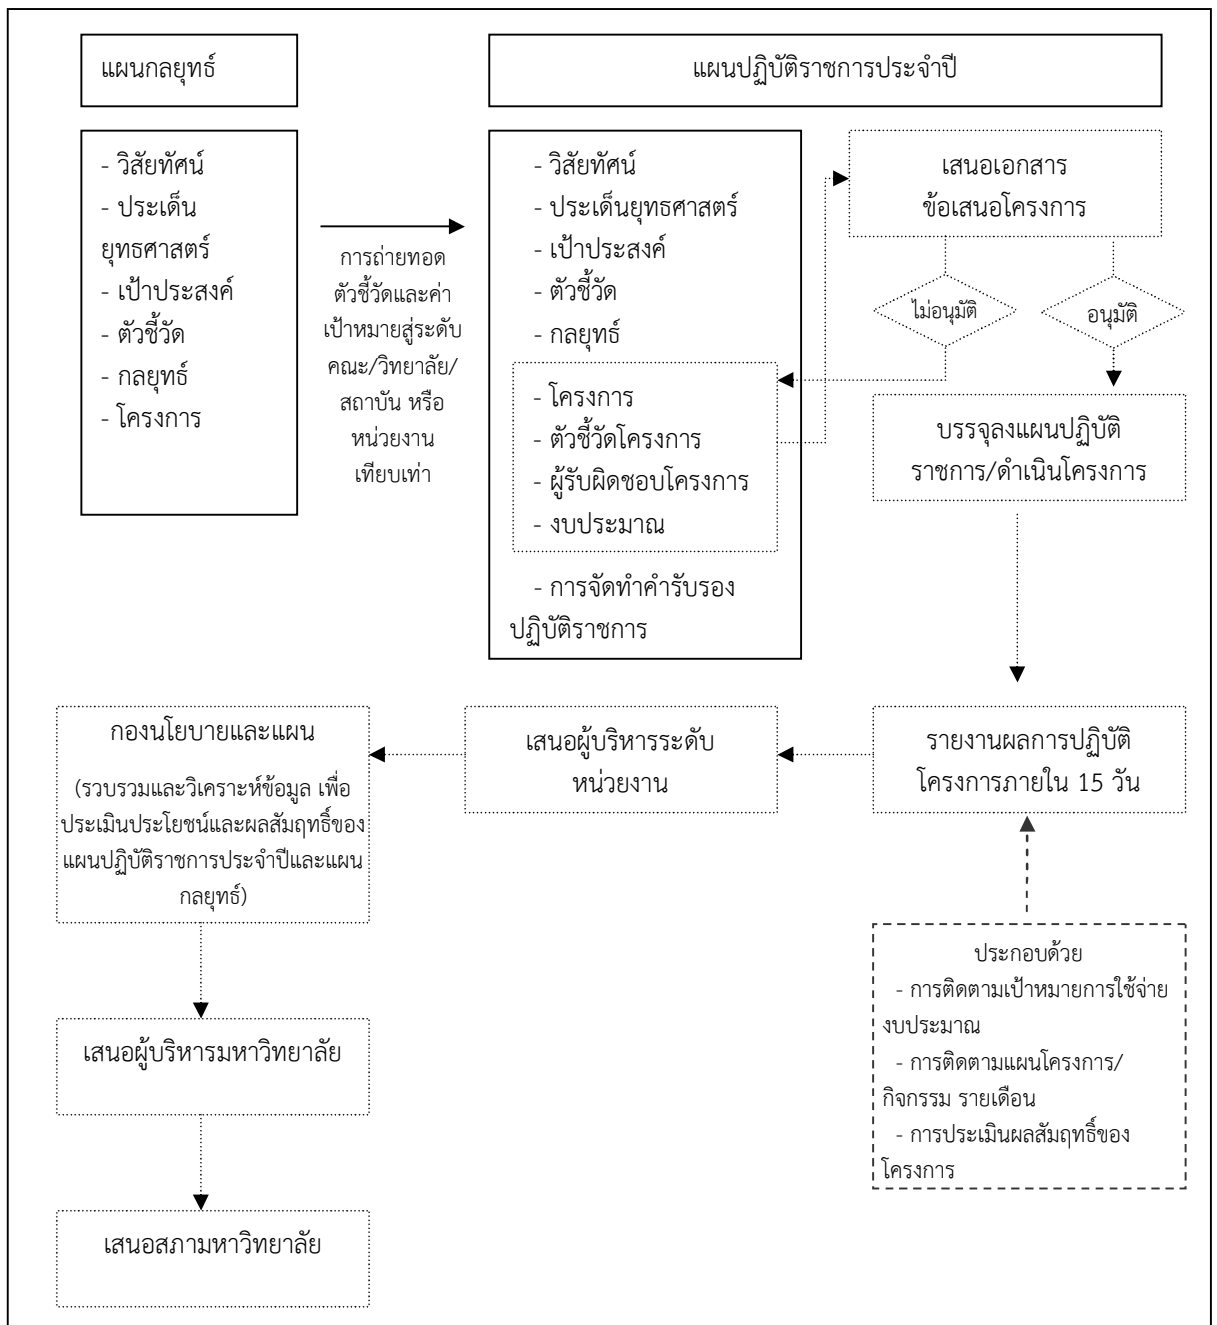 แผนกลยุทธ์
แผนปฏิบัติราชการประจำปี
- วิสัยทัศน์
- ประเด็น
ยุทธศาสตร์
- เป้าประสงค์
- ตัวชี้วัด
- กลยุทธ์
- โครงการ
การถ่ายทอด
ตัวชี้วัดและค่า
เป้าหมายสู่ระดับ
คณะ/วิทยาลัย/
สถาบัน หรือ
หน่วยงาน
เทียบเท่า
- วิสัยทัศน์
- ประเด็นยุทธศาสตร์
- เป้าประสงค์
- ตัวชี้วัด
- กลยุทธ์
- โครงการ
- ตัวชี้วัดโครงการ
- ผู้รับผิดชอบโครงการ
- งบประมาณ
- การจัดทำคำรับรอง
ปฏิบัติราชการ
เสนอเอกสาร
ข้อเสนอโครงการ
ไม่อนุมัติ
อนุมัติ
บรรจุลงแผนปฏิบัติ
ราชการ/ดำเนินโครงการ
รายงานผลการปฏิบัติ
โครงการภายใน 15 วัน
ประกอบด้วย
- การติดตามเป้าหมายการใช้จ่าย
งบประมาณ
- การติดตามแผนโครงการ/
กิจกรรม รายเดือน
- การประเมินผลสัมฤทธิ์ของ
โครงการ
เสนอผู้บริหารระดับ
หน่วยงาน
กองนโยบายและแผน
(รวบรวมและวิเคราะห์ข้อมูล เพื่อ
ประเมินประโยชน์และผลสัมฤทธิ์ของ
แผนปฏิบัติราชการประจำปีและแผน
กลยุทธ์)
เสนอผู้บริหารมหาวิทยาลัย
เสนอสภามหาวิทยาลัย